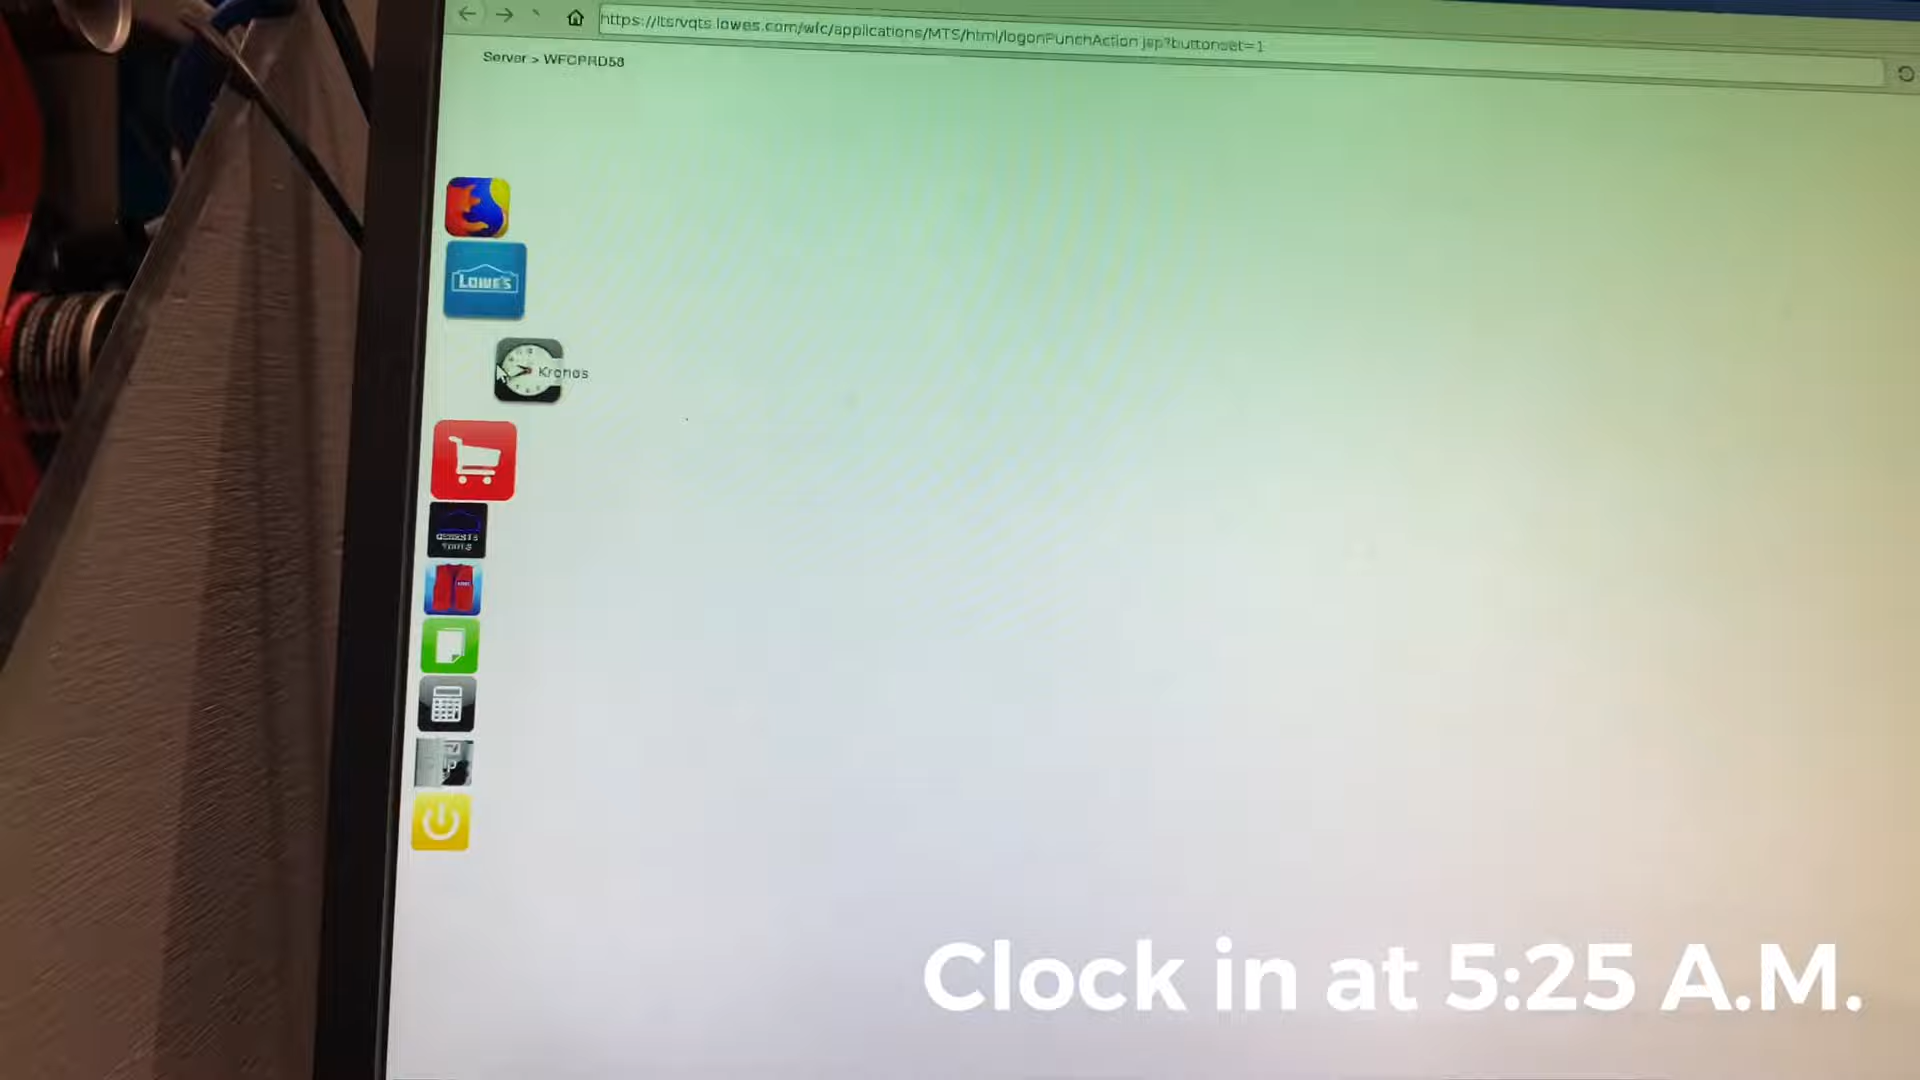 https://ltsrvqts.lowes.com/wfc/applications/MTS/html/logonPunchAction.jsp?buttonset=1
Server > WFCPRD58
LOWE'S
Kronos
Clock in at 5:25 A.M.